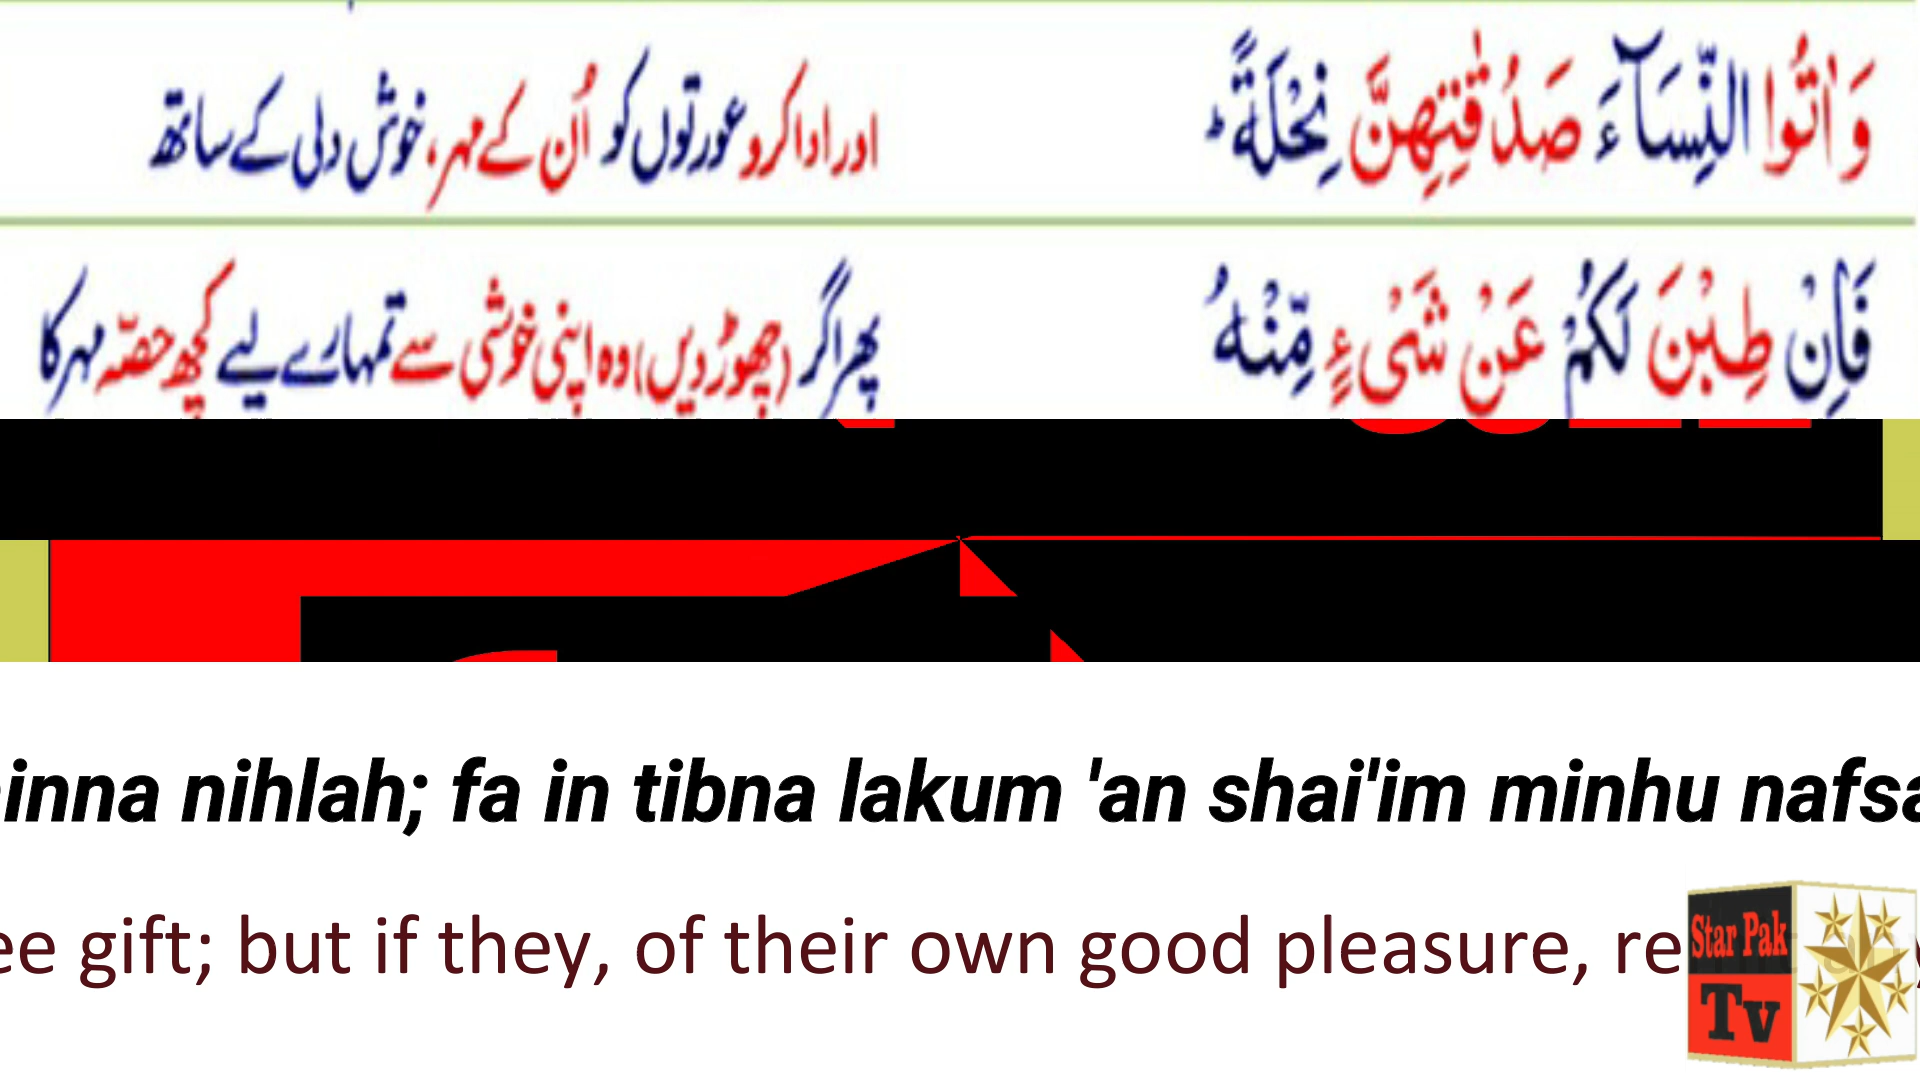 وَ اٰتُوا النِّسَآءَ صَدُقٰتِهِنَّ نِحْلَةً ؕ اور ادا کرو عورتوں کو اُن کے مہر، خوش دلی کے ساتھ
فَاِنْ طِبْنَ لَكُمْ عَنْ شَیْءٍ مِّنْهُ پھر اگر (چھوڑ دیں) وہ اپنی خوشی سے تمہارے لیے کچھ حصّہ مہر کا
inna nihlah; fa in tibna lakum 'an shai'im minhu nafsa
ee gift; but if they, of their own good pleasure, re
Star Pak
Tv